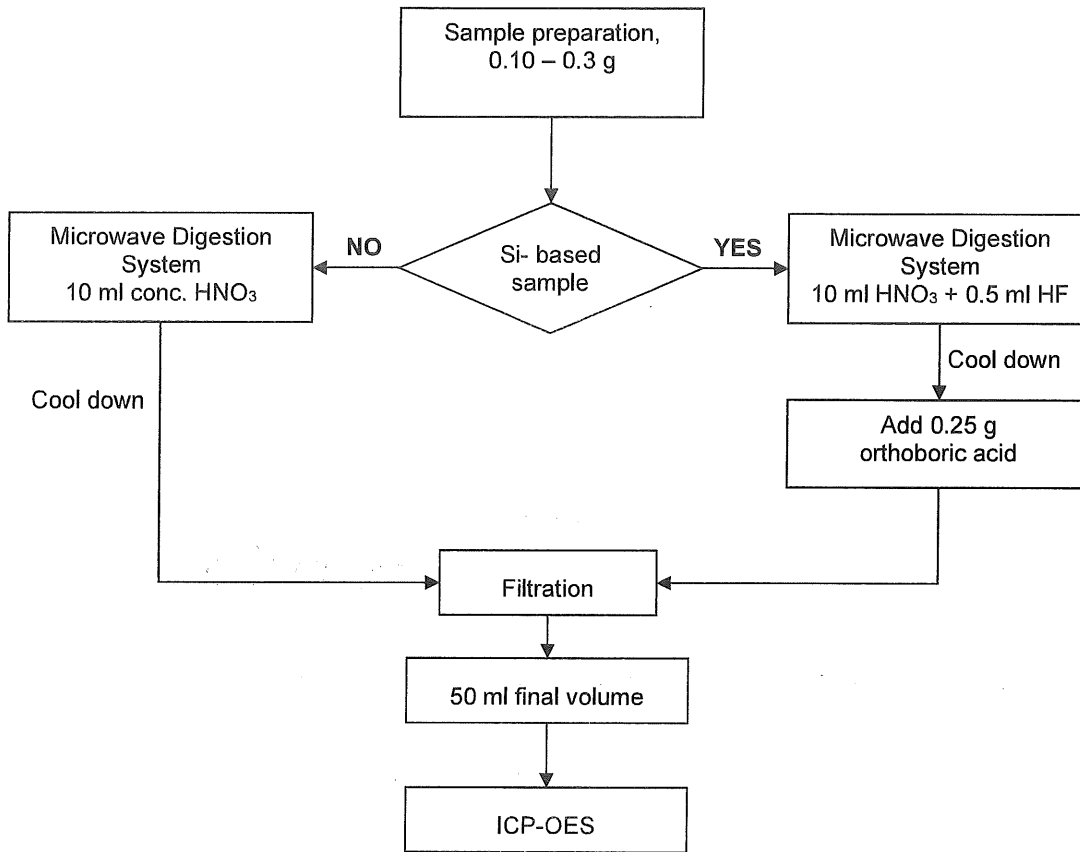 Sample preparation,
0.10 – 0.3 g
Microwave Digestion
System
10 ml conc. HNO₃
NO
Si- based
sample
YES
Microwave Digestion
System
10 ml HNO₃ + 0.5 ml HF
Cool down
Cool down
Add 0.25 g
orthoboric acid
Filtration
50 ml final volume
ICP-OES